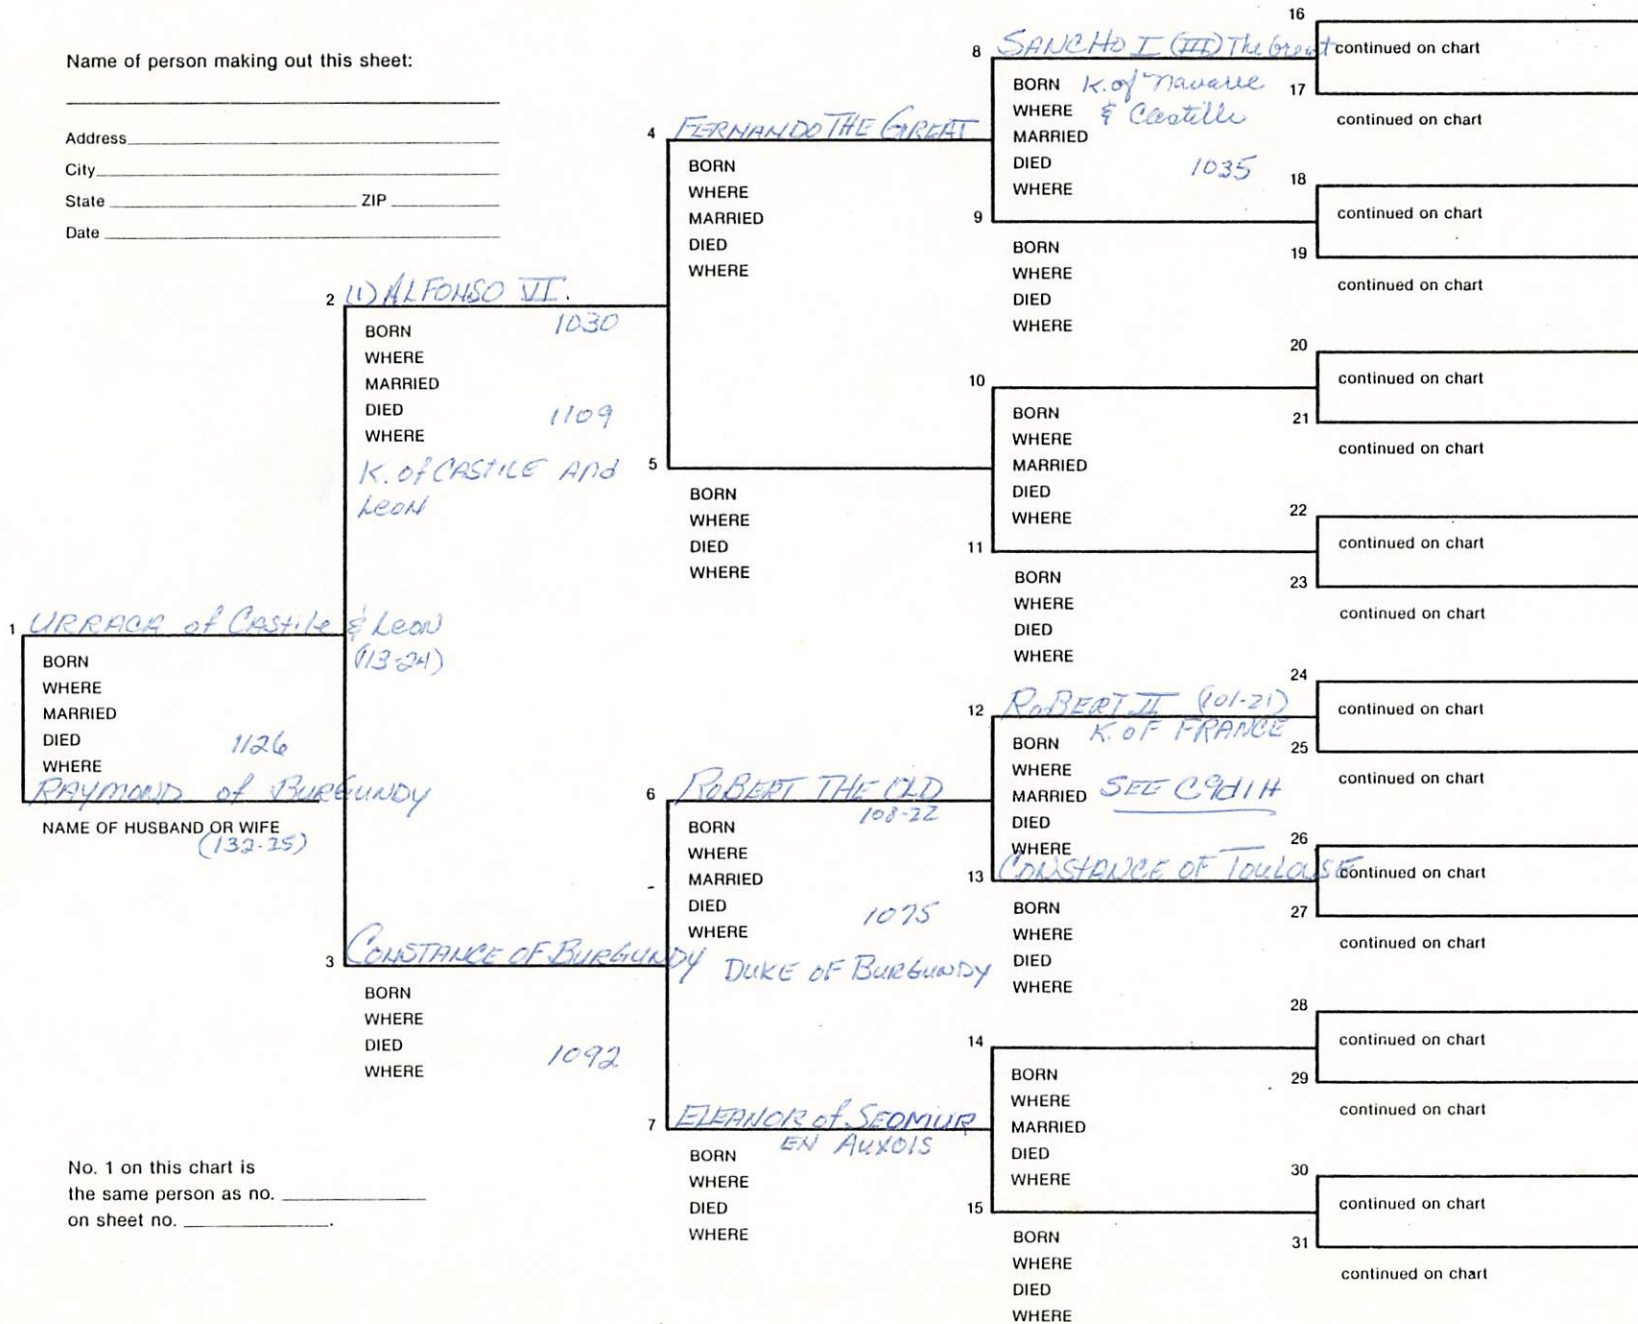 Name of person making out this sheet:
Address
City
State ZIP
Date
1 URRACA of CAStile & LEON
(113-24)
BORN
WHERE
MARRIED
DIED 1126
WHERE
RAYMOND of BURGUNDY
NAME OF HUSBAND OR WIFE
(132-25)
No. 1 on this chart is
the same person as no.
on sheet no. .
2 (1) ALFONSO VI.
BORN 1030
WHERE
MARRIED
DIED 1109
WHERE
K. of CASTILE And
LEON
3 CONSTANCE OF BURGUNDY
BORN
WHERE
DIED
WHERE 1092
4 FERNANDO THE GREAT
BORN
WHERE
MARRIED
DIED
WHERE
5
BORN
WHERE
DIED
WHERE
6 ROBERT THE OLD
108-22
BORN
WHERE
MARRIED
DIED 1075
WHERE
DUKE OF BURGUNDY
7 ELEANOR of SEOMUR
EN AUXOIS
BORN
WHERE
DIED
WHERE
8 SANCHO I (III) The Great
BORN K. of Navarre
WHERE & Castille
MARRIED
DIED 1035
WHERE
9
BORN
WHERE
DIED
WHERE
10
BORN
WHERE
MARRIED
DIED
WHERE
11
BORN
WHERE
DIED
WHERE
12 ROBERT II (101-21)
K. OF FRANCE
BORN
WHERE
MARRIED SEE C9d1H
DIED
WHERE
13 CONSTANCE OF TOULOUSE
BORN
WHERE
DIED
WHERE
14
BORN
WHERE
MARRIED
DIED
WHERE
15
BORN
WHERE
DIED
WHERE
16
continued on chart
17
continued on chart
18
continued on chart
19
continued on chart
20
continued on chart
21
continued on chart
22
continued on chart
23
continued on chart
24
continued on chart
25
continued on chart
26
continued on chart
27
continued on chart
28
continued on chart
29
continued on chart
30
continued on chart
31
continued on chart